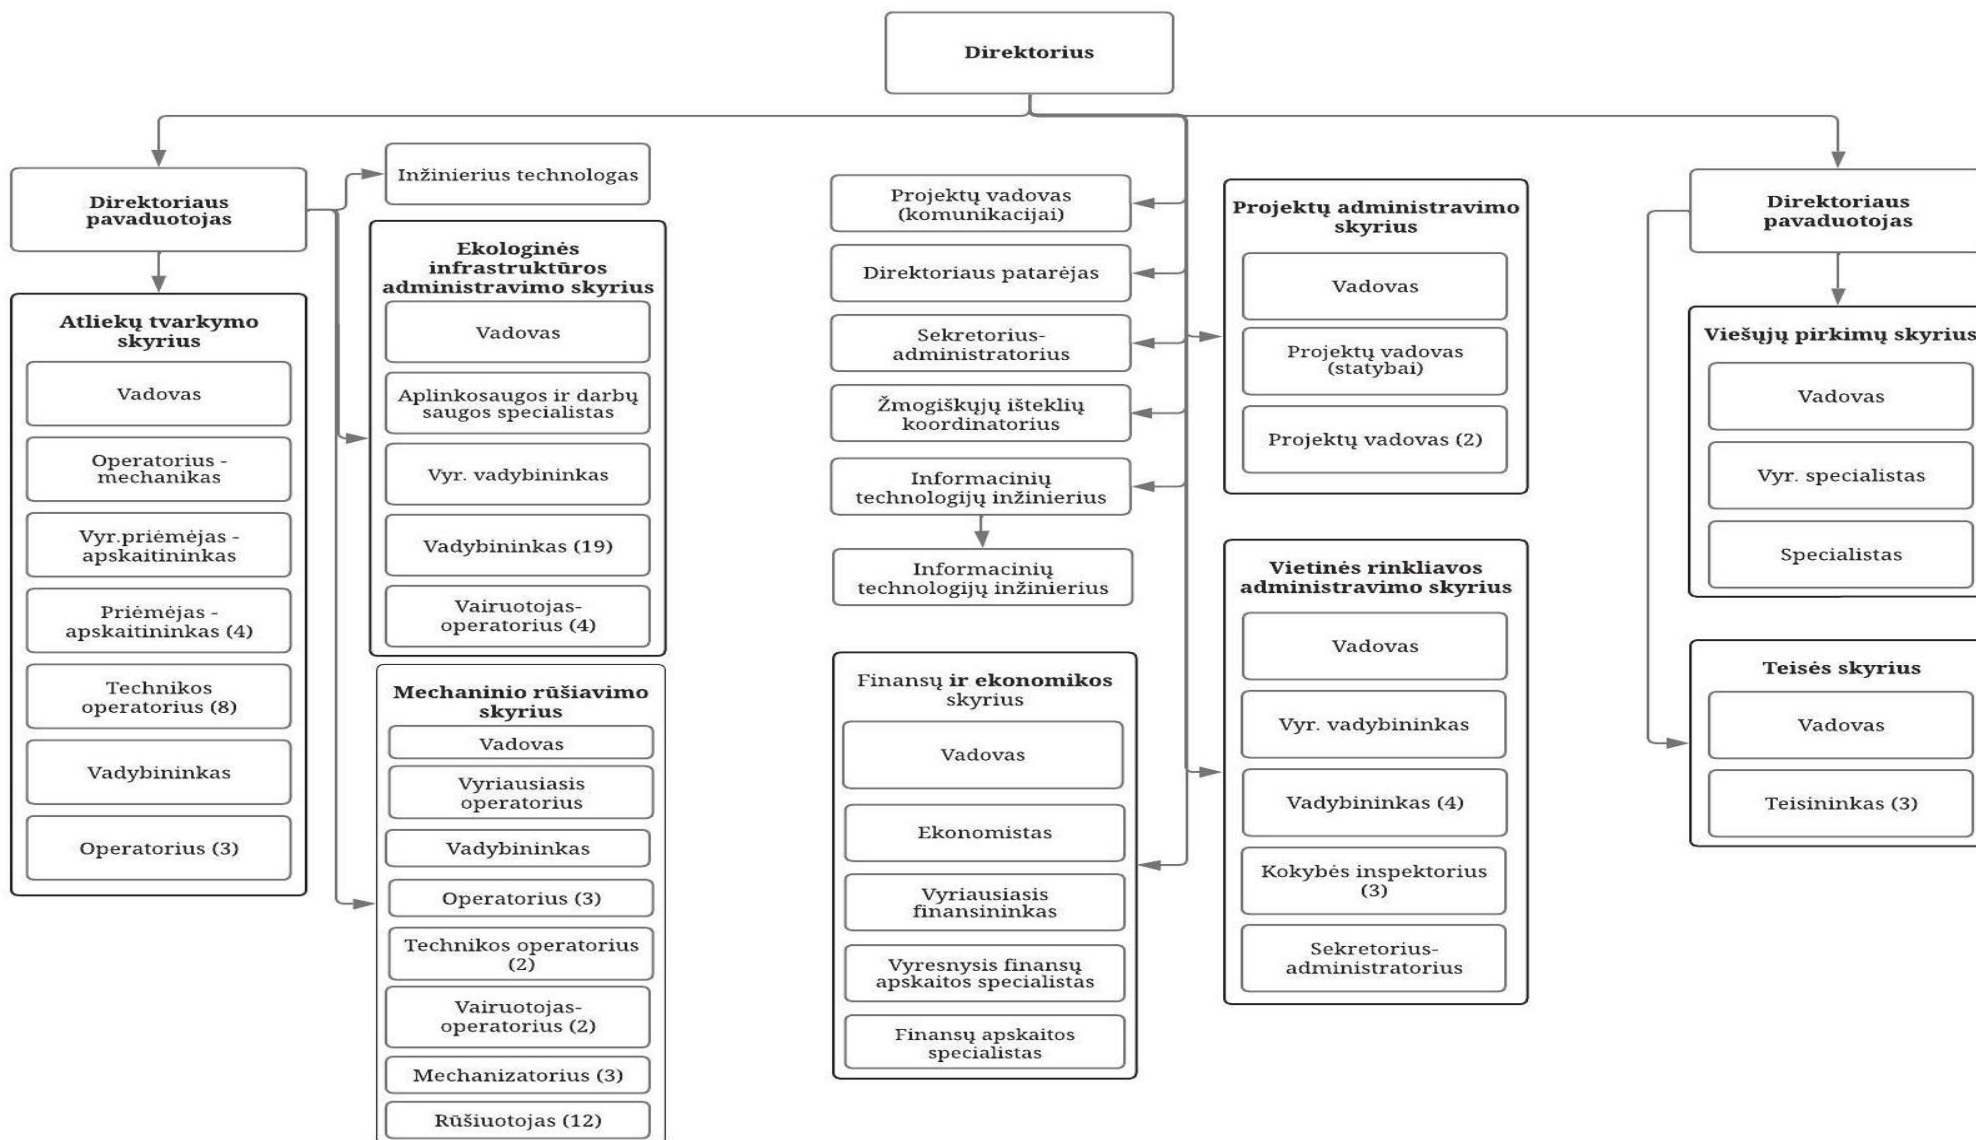 Direktorius
Direktoriaus
pavaduotojas
Atliekų tvarkymo
skyrius
Vadovas
Operatorius -
mechanikas
Vyr.priėmėjas -
apskaitininkas
Priėmėjas -
apskaitininkas (4)
Technikos
operatorius (8)
Vadybininkas
Operatorius (3)
Inžinierius technologas
Ekologinės
infrastruktūros
administravimo skyrius
Vadovas
Aplinkosaugos ir darbų
saugos specialistas
Vyr. vadybininkas
Vadybininkas (19)
Vairuotojas-
operatorius (4)
Mechaninio rūšiavimo
skyrius
Vadovas
Vyriausiasis
operatorius
Vadybininkas
Operatorius (3)
Technikos operatorius
(2)
Vairuotojas-
operatorius (2)
Mechanizatorius (3)
Rūšiuotojas (12)
Projektų vadovas
(komunikacijai)
Direktoriaus patarėjas
Sekretorius-
administratorius
Žmogiškųjų išteklių
koordinatorius
Informacinių
technologijų inžinierius
Informacinių
technologijų inžinierius
Finansų ir ekonomikos
skyrius
Vadovas
Ekonomistas
Vyriausiasis
finansininkas
Vyresnysis finansų
apskaitos specialistas
Finansų apskaitos
specialistas
Projektų administravimo
skyrius
Vadovas
Projektų vadovas
(statybai)
Projektų vadovas (2)
Vietinės rinkliavos
administravimo skyrius
Vadovas
Vyr. vadybininkas
Vadybininkas (4)
Kokybės inspektorius
(3)
Sekretorius-
administratorius
Direktoriaus
pavaduotojas
Viešųjų pirkimų skyrius
Vadovas
Vyr. specialistas
Specialistas
Teisės skyrius
Vadovas
Teisininkas (3)